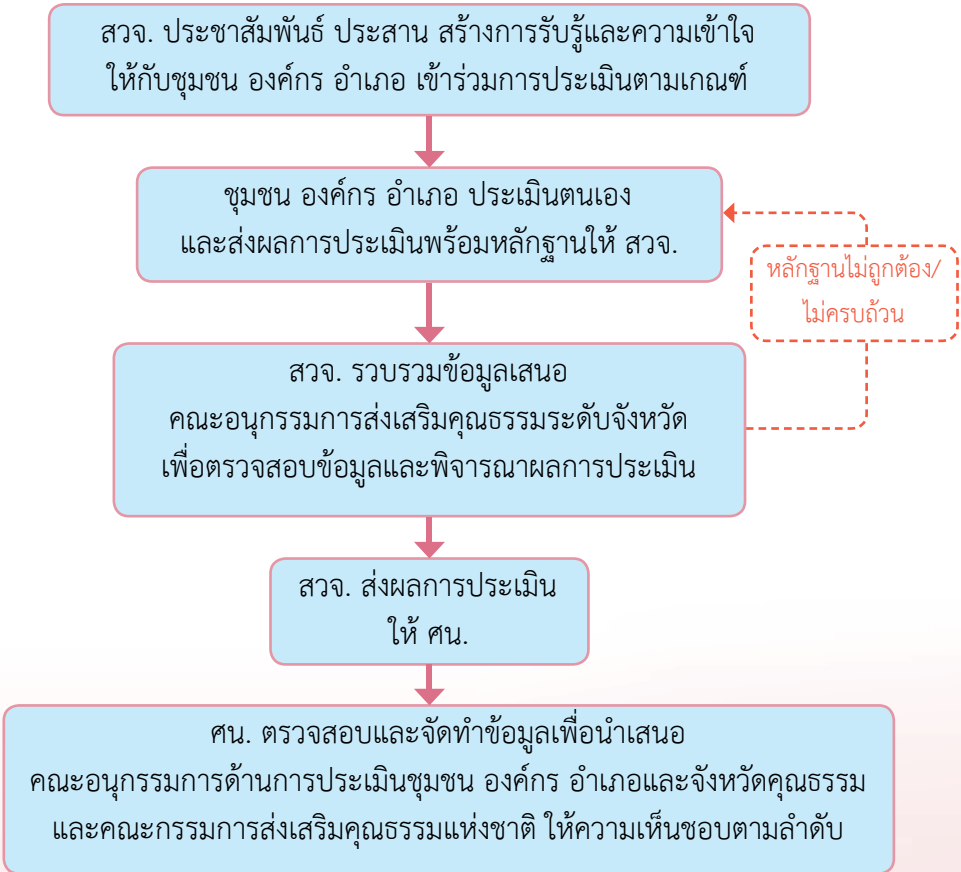 สวจ. ประชาสัมพันธ์ ประสาน สร้างการรับรู้และความเข้าใจ
ให้กับชุมชน องค์กร อำเภอ เข้าร่วมการประเมินตามเกณฑ์
ชุมชน องค์กร อำเภอ ประเมินตนเอง
และส่งผลการประเมินพร้อมหลักฐานให้ สวจ.
หลักฐานไม่ถูกต้อง/
ไม่ครบถ้วน
สวจ. รวบรวมข้อมูลเสนอ
คณะอนุกรรมการส่งเสริมคุณธรรมระดับจังหวัด
เพื่อตรวจสอบข้อมูลและพิจารณาผลการประเมิน
สวจ. ส่งผลการประเมิน
ให้ ศน.
ศน. ตรวจสอบและจัดทำข้อมูลเพื่อนำเสนอ
คณะอนุกรรมการด้านการประเมินชุมชน องค์กร อำเภอและจังหวัดคุณธรรม
และคณะกรรมการส่งเสริมคุณธรรมแห่งชาติ ให้ความเห็นชอบตามลำดับ